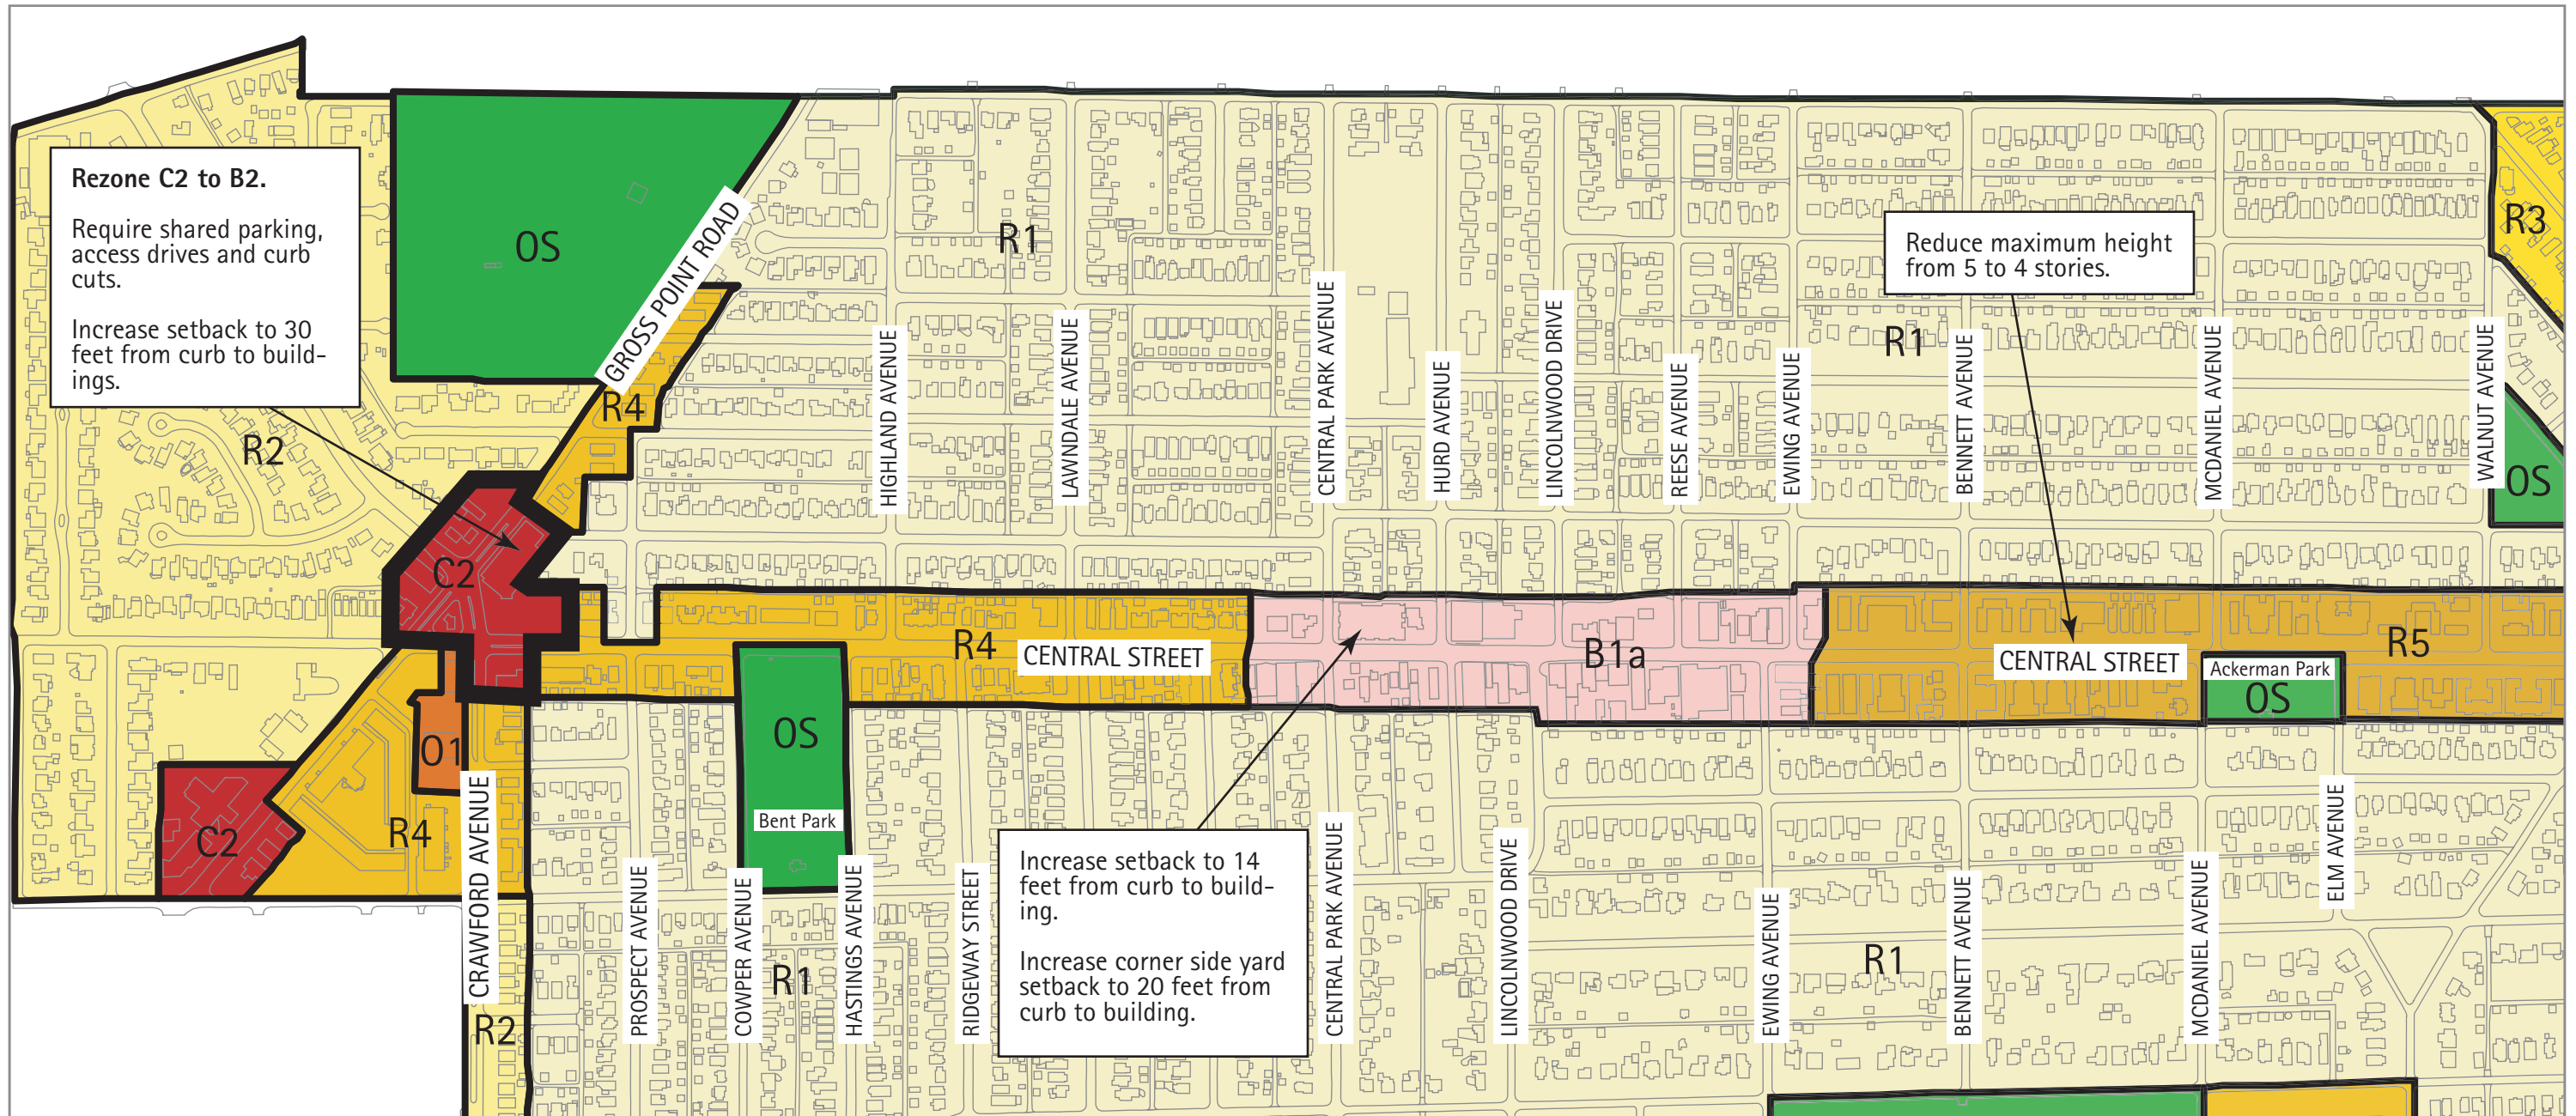 Rezone C2 to B2.
Require shared parking,
access drives and curb
cuts.
Increase setback to 30
feet from curb to build-
ings.
OS
GROSS POINT ROAD
R1
Reduce maximum height
from 5 to 4 stories.
R3
R2
R4
HIGHLAND AVENUE
LAWNDALE AVENUE
CENTRAL PARK AVENUE
HURD AVENUE
LINCOLNWOOD DRIVE
REESE AVENUE
EWING AVENUE
R1
BENNETT AVENUE
MCDANIEL AVENUE
WALNUT AVENUE
OS
C2
R4
CENTRAL STREET
B1a
CENTRAL STREET
Ackerman Park
OS
R5
O1
OS
Bent Park
C2
R4
CRAWFORD AVENUE
R2
PROSPECT AVENUE
COWPER AVENUE
R1
HASTINGS AVENUE
RIDGEWAY STREET
Increase setback to 14
feet from curb to build-
ing.
Increase corner side yard
setback to 20 feet from
curb to building.
CENTRAL PARK AVENUE
LINCOLNWOOD DRIVE
EWING AVENUE
R1
BENNETT AVENUE
MCDANIEL AVENUE
ELM AVENUE